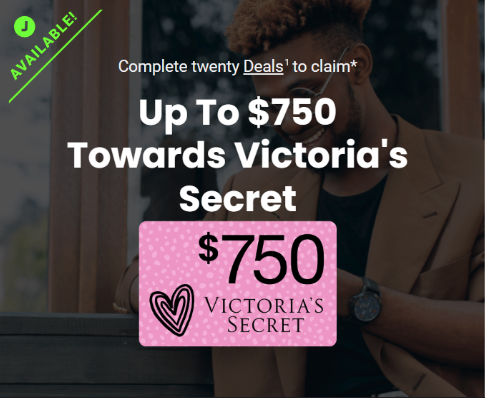 J
AVAILABLE!
Complete twenty Deals¹ to claim*
Up To $750
Towards Victoria's
Secret
$750
VICTORIA'S
SECRET